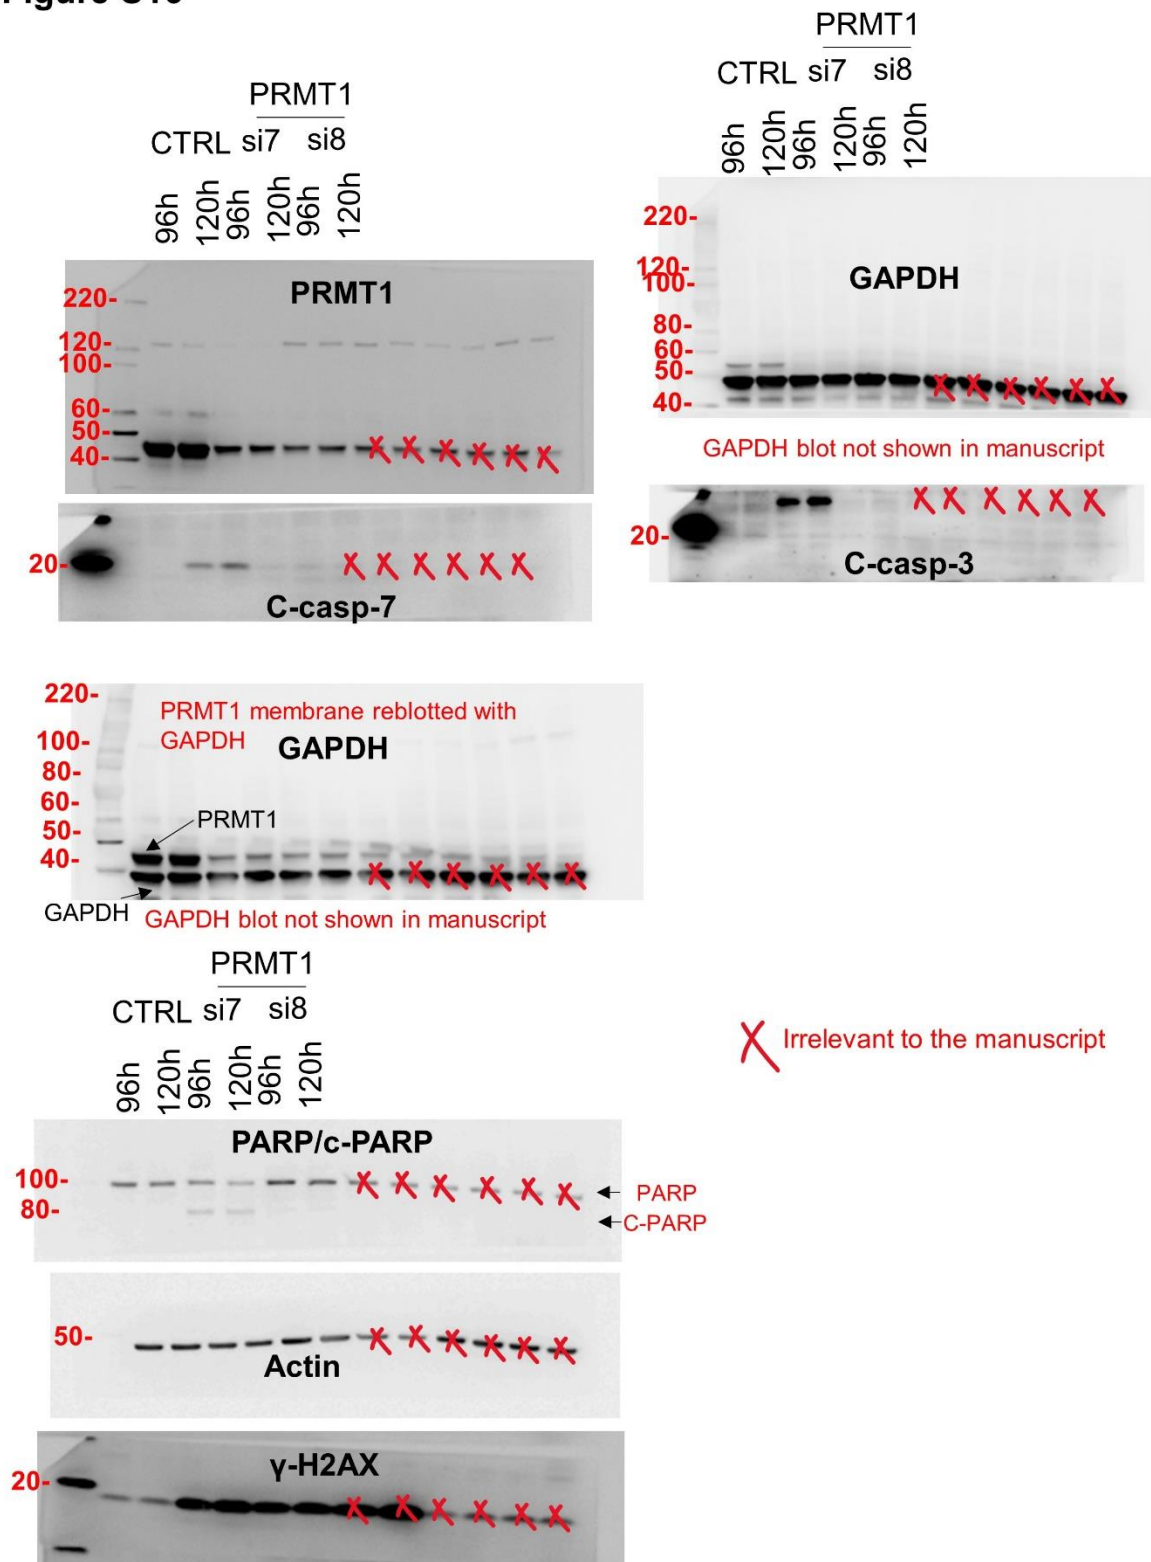 PRMT1
CTRL si7 si8
96h 120h 96h 120h 96h 120h
PRMT1
220-
120-
100-
60-
50-
40-
20-
C-casp-7
PRMT1
CTRL si7 si8
96h 120h 96h 120h 96h 120h
220-
120-
100-
GAPDH
80-
60-
50-
40-
GAPDH blot not shown in manuscript
20-
C-casp-3
220-
PRMT1 membrane reblotted with
GAPDH
GAPDH
100-
80-
60-
50-
PRMT1
40-
GAPDH
GAPDH blot not shown in manuscript
PRMT1
CTRL si7 si8
96h 120h 96h 120h 96h 120h
X Irrelevant to the manuscript
PARP/c-PARP
100-
PARP
80-
C-PARP
50-
Actin
γ-H2AX
20-